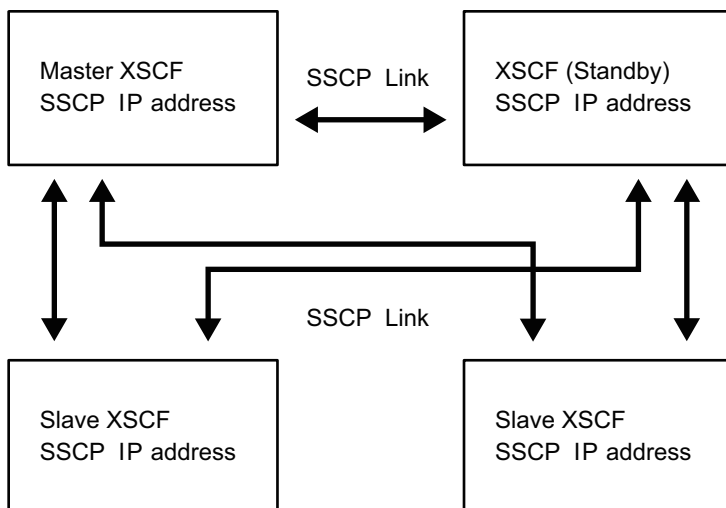 Master XSCF
SSCP IP address
SSCP Link
XSCF (Standby)
SSCP IP address
SSCP Link
Slave XSCF
SSCP IP address
Slave XSCF
SSCP IP address